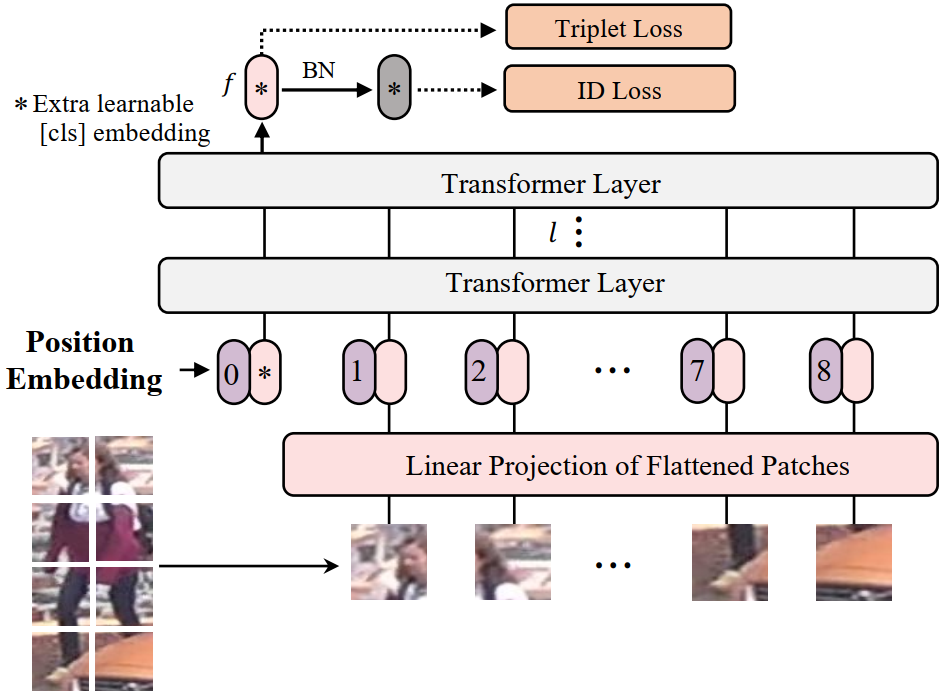 Triplet Loss
f
BN
*
*
ID Loss
* Extra learnable
[cls] embedding
Transformer Layer
l ⋮
Transformer Layer
Position
Embedding
0 * 1 2 ··· 7 8
Linear Projection of Flattened Patches
···